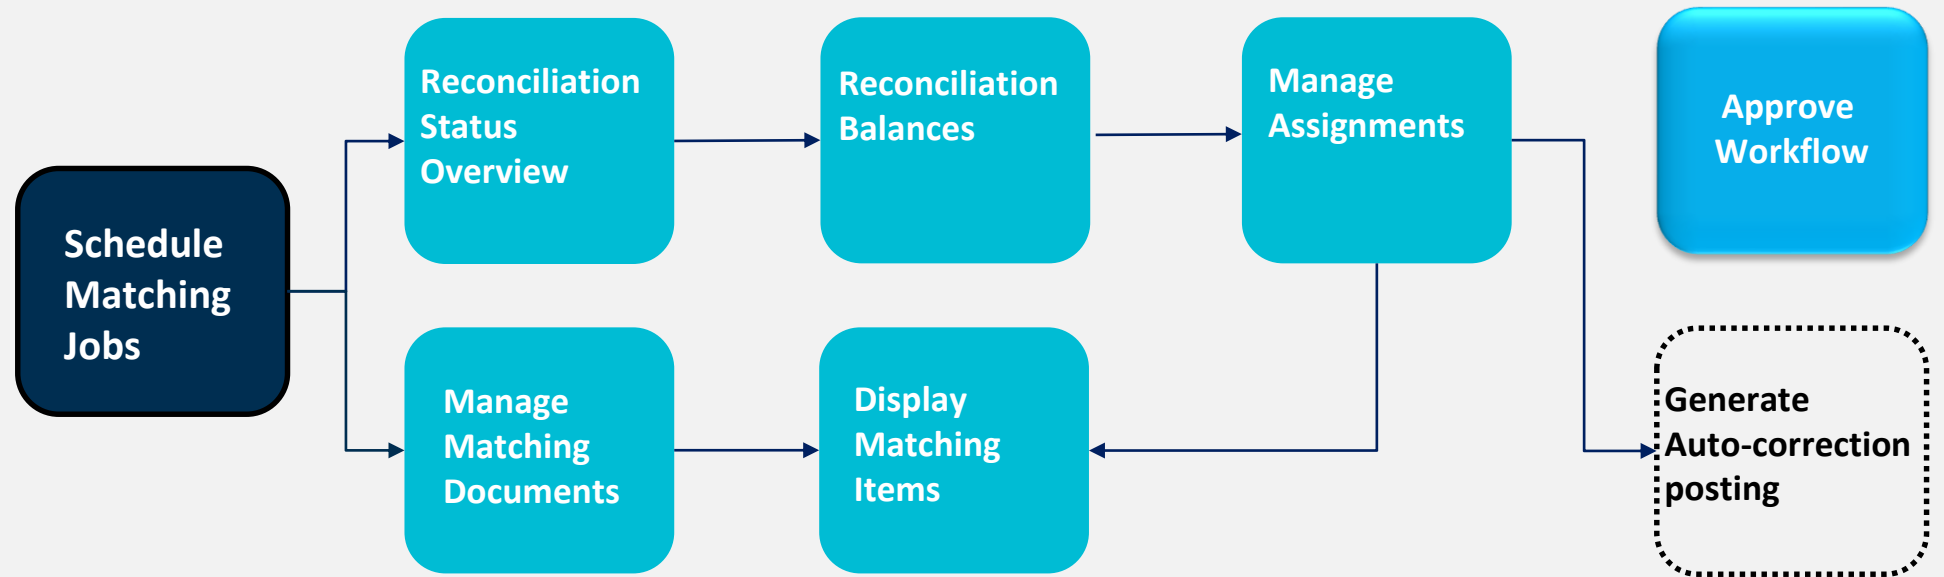 Schedule
Matching
Jobs
Reconciliation
Status
Overview
Reconciliation
Balances
Manage
Assignments
Approve
Workflow
Manage
Matching
Documents
Display
Matching
Items
Generate
Auto-correction
posting